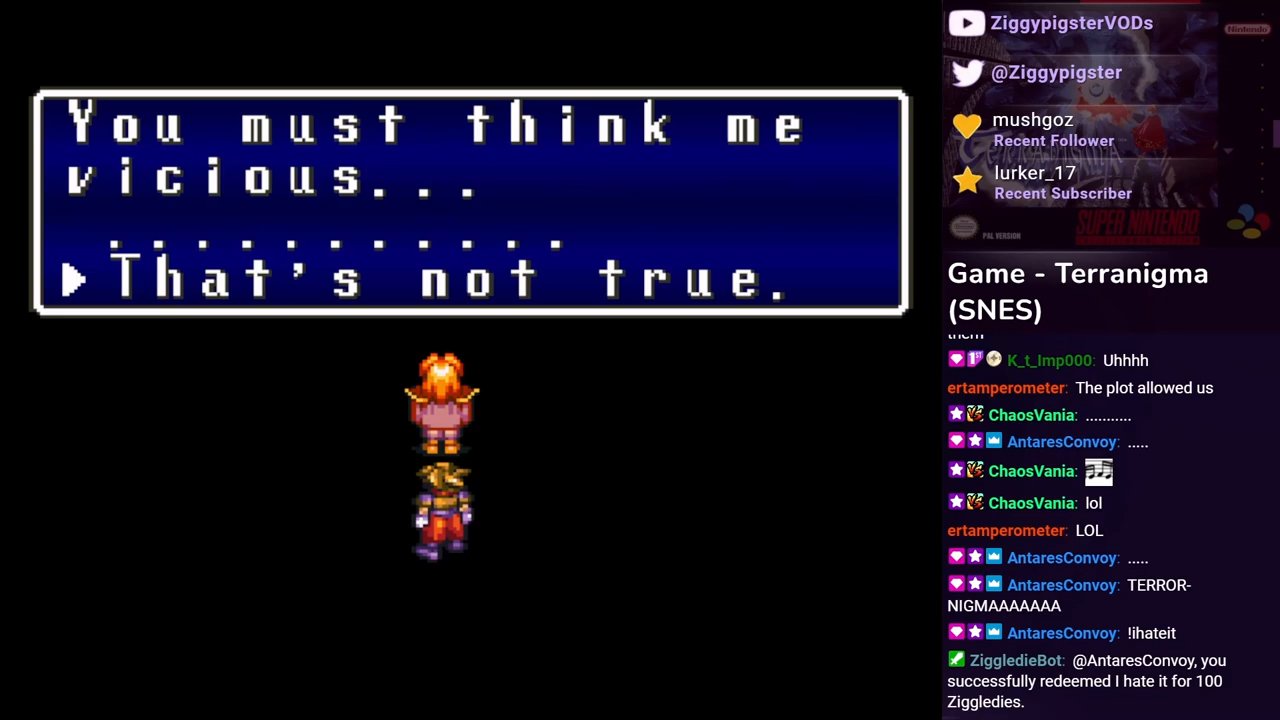 You must think me
vicious...
...........
▶ That's not true.
ZiggypigsterVODs
@Ziggypigster
mushgoz
Recent Follower
lurker_17
Recent Subscriber
Nintendo
PAL VERSION
SUPER NINTENDO
Game - Terranigma
(SNES)
them
K_t_Imp000: Uhhhh
ertamperometer: The plot allowed us
ChaosVania: ...........
AntaresConvoy: .....
ChaosVania:
ChaosVania: lol
ertamperometer: LOL
AntaresConvoy: .....
AntaresConvoy: TERROR-
NIGMAAAAAAA
AntaresConvoy: !ihateit
ZiggledieBot: @AntaresConvoy, you
successfully redeemed I hate it for 100
Ziggledies.